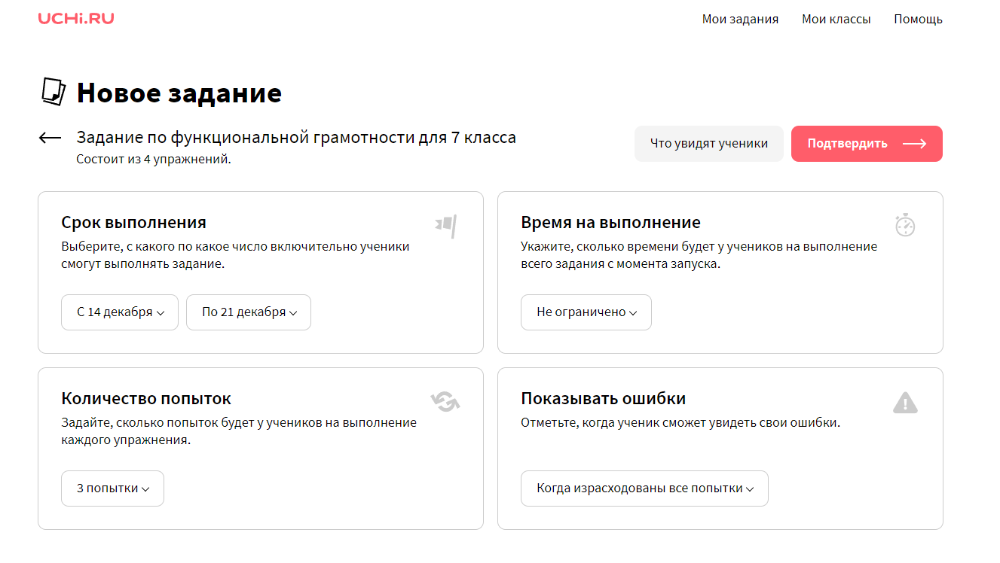 UCHi.RU
Мои задания
Мои классы
Помощь
Новое задание
Задание по функциональной грамотности для 7 класса
Состоит из 4 упражнений.
Что увидят ученики
Подтвердить
Срок выполнения
Выберите, с какого по какое число включительно ученики
смогут выполнять задание.
С 14 декабря
По 21 декабря
Время на выполнение
Укажите, сколько времени будет у учеников на выполнение
всего задания с момента запуска.
Не ограничено
Количество попыток
Задайте, сколько попыток будет у учеников на выполнение
каждого упражнения.
3 попытки
Показывать ошибки
Отметьте, когда ученик сможет увидеть свои ошибки.
Когда израсходованы все попытки